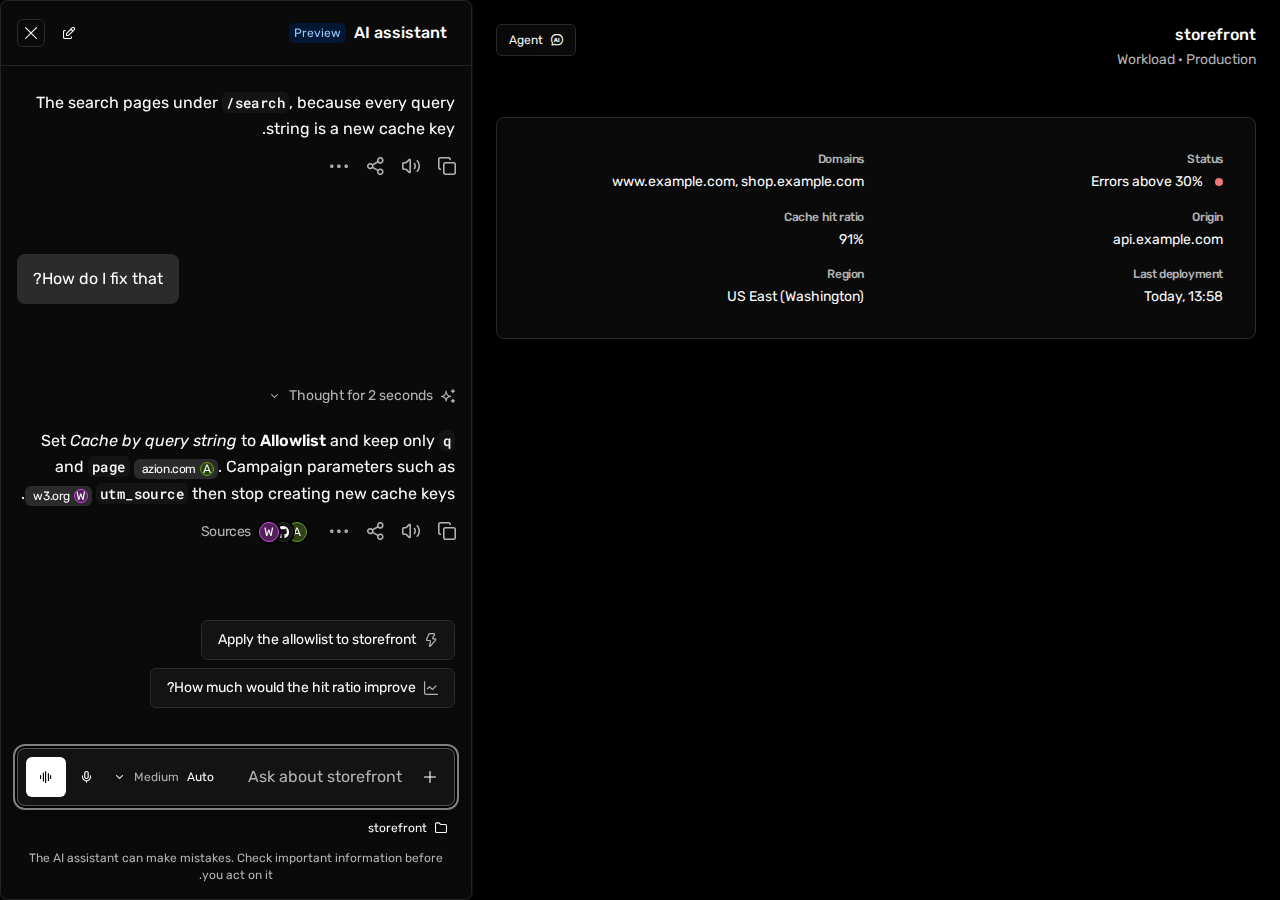 Preview AI assistant
The search pages under /search, because every query
string is a new cache key.
How do I fix that?
Thought for 2 seconds
Set Cache by query string to Allowlist and keep only q
and page azion.com A. Campaign parameters such as
utm_source then stop creating new cache keys w3.org W.
Sources W A
Apply the allowlist to storefront
How much would the hit ratio improve?
Ask about storefront Auto Medium
storefront
The AI assistant can make mistakes. Check important information before
you act on it.
Agent AI
storefront
Workload • Production
Status
Errors above 30%
Domains
www.example.com, shop.example.com
Origin
api.example.com
Cache hit ratio
91%
Last deployment
Today, 13:58
Region
US East (Washington)